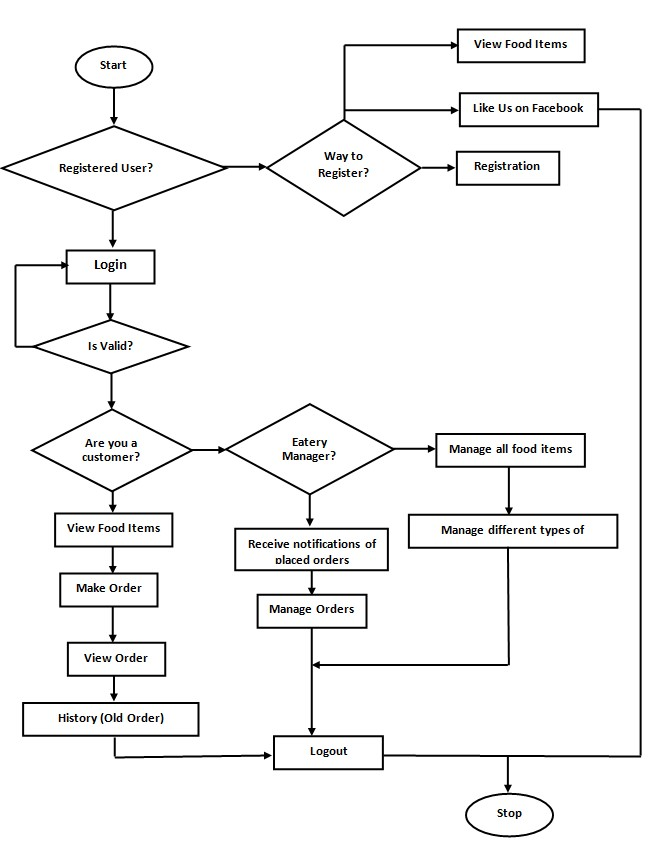 Start
View Food Items
Like Us on Facebook
Registered User?
Way to
Register?
Registration
Login
Is Valid?
Are you a
customer?
Eatery
Manager?
Manage all food items
View Food Items
Receive notifications of
placed orders
Manage different types of
Make Order
Manage Orders
View Order
History (Old Order)
Logout
Stop